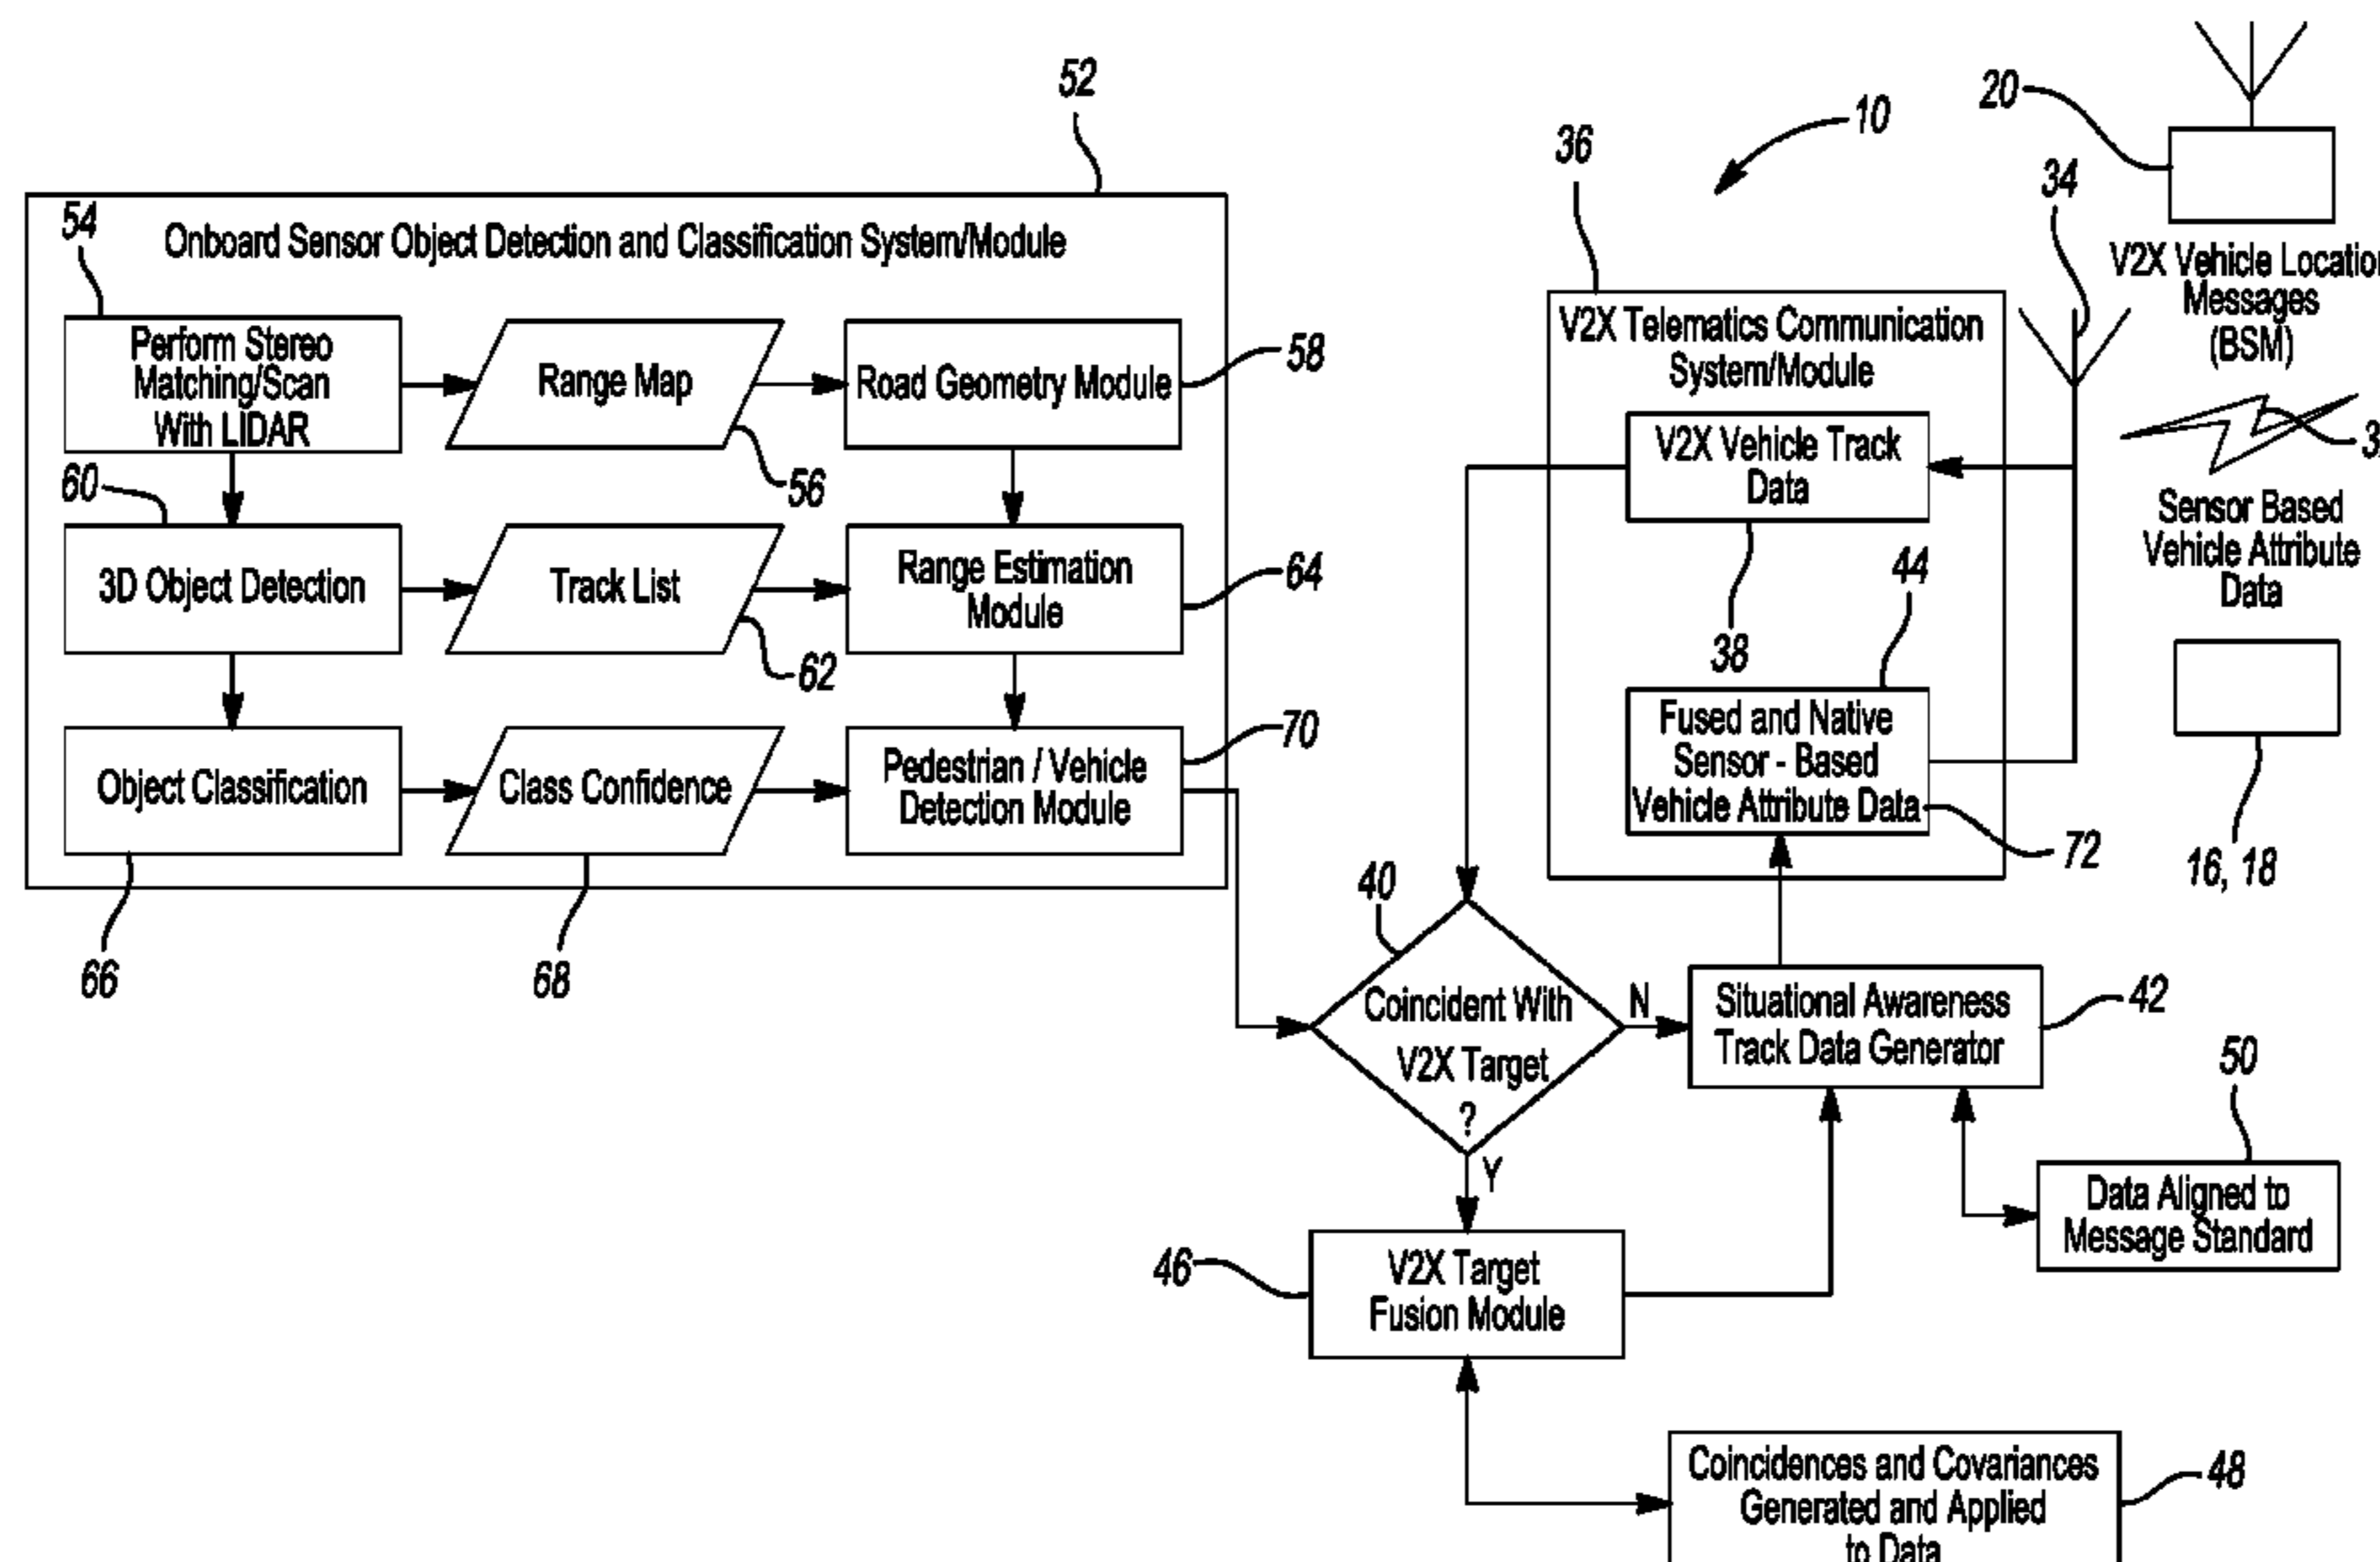 52
Onboard Sensor Object Detection and Classification System/Module
54
Perform Stereo
Matching/Scan
With LIDAR
Range Map
56
Road Geometry Module
58
60
3D Object Detection
Track List
62
Range Estimation
Module
64
Object Classification
66
Class Confidence
68
Pedestrian / Vehicle
Detection Module
70
10
36
V2X Telematics Communication
System/Module
V2X Vehicle Track
Data
38
44
Fused and Native
Sensor - Based
Vehicle Attribute Data
72
34
20
V2X Vehicle Location
Messages
(BSM)
Sensor Based
Vehicle Attribute
Data
16, 18
40
Coincident With
V2X Target
?
N
Y
Situational Awareness
Track Data Generator
42
50
Data Aligned to
Message Standard
46
V2X Target
Fusion Module
Coincidences and Covariances
Generated and Applied
to Data
48